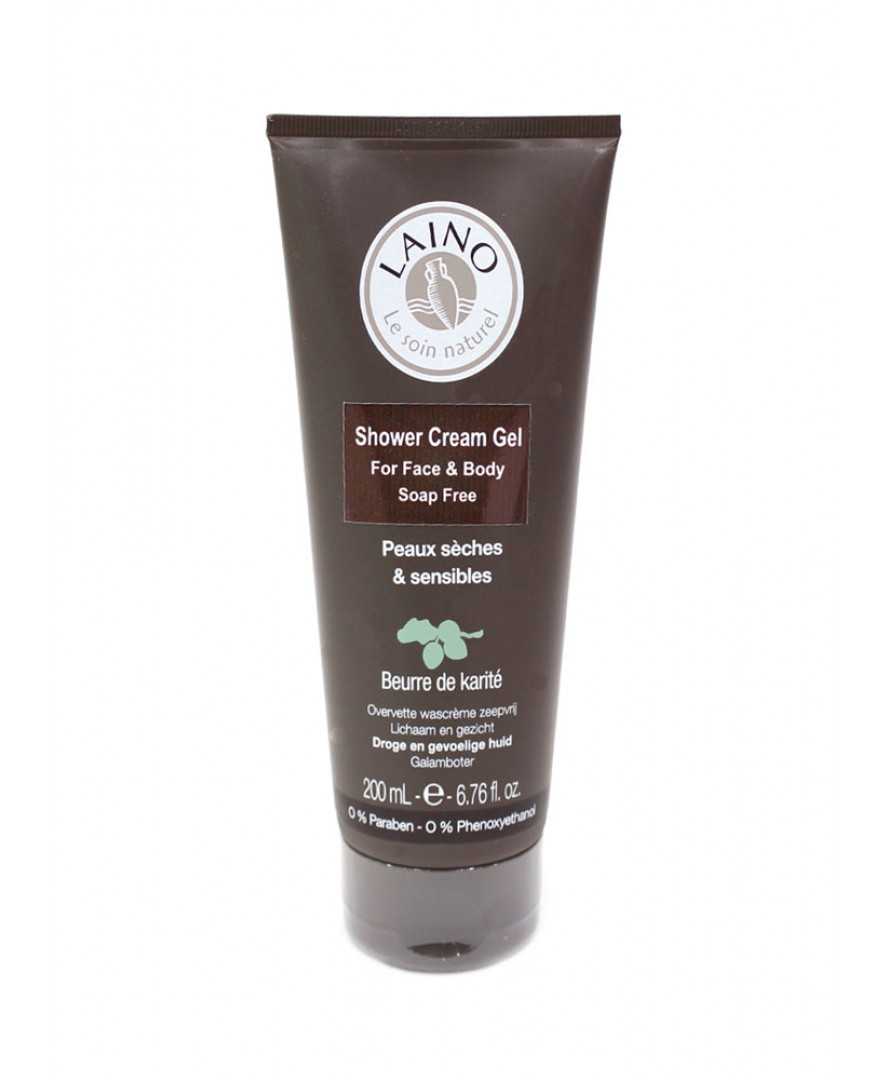 LAINO
Le soin naturel
Shower Cream Gel
For Face & Body
Soap Free
Peaux sèches
& sensibles
Beurre de karité
Overvette wascrème zeepvrij
Lichaam en gezicht
Droge en gevoelige huid
Galamboter
200 mL - e - 6.76 fl. oz.
0 % Paraben - 0 % Phenoxyethanol